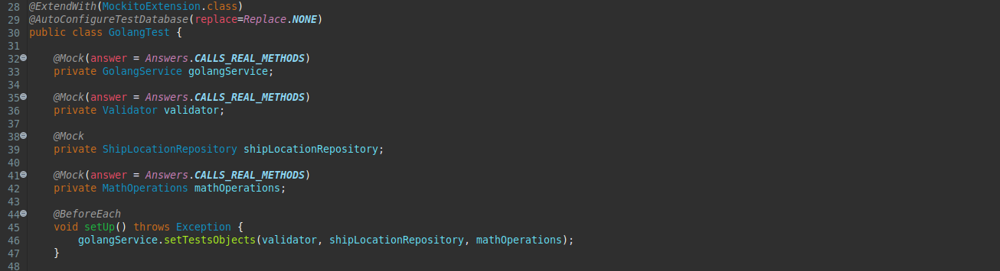 28 @ExtendWith(MockitoExtension.class)
29 @AutoConfigureTestDatabase(replace=Replace.NONE)
30 public class GolangTest {
31
32 @Mock(answer = Answers.CALLS_REAL_METHODS)
33 private GolangService golangService;
34
35 @Mock(answer = Answers.CALLS_REAL_METHODS)
36 private Validator validator;
37
38 @Mock
39 private ShipLocationRepository shipLocationRepository;
40
41 @Mock(answer = Answers.CALLS_REAL_METHODS)
42 private MathOperations mathOperations;
43
44 @BeforeEach
45 void setUp() throws Exception {
46 golangService.setTestsObjects(validator, shipLocationRepository, mathOperations);
47 }
48